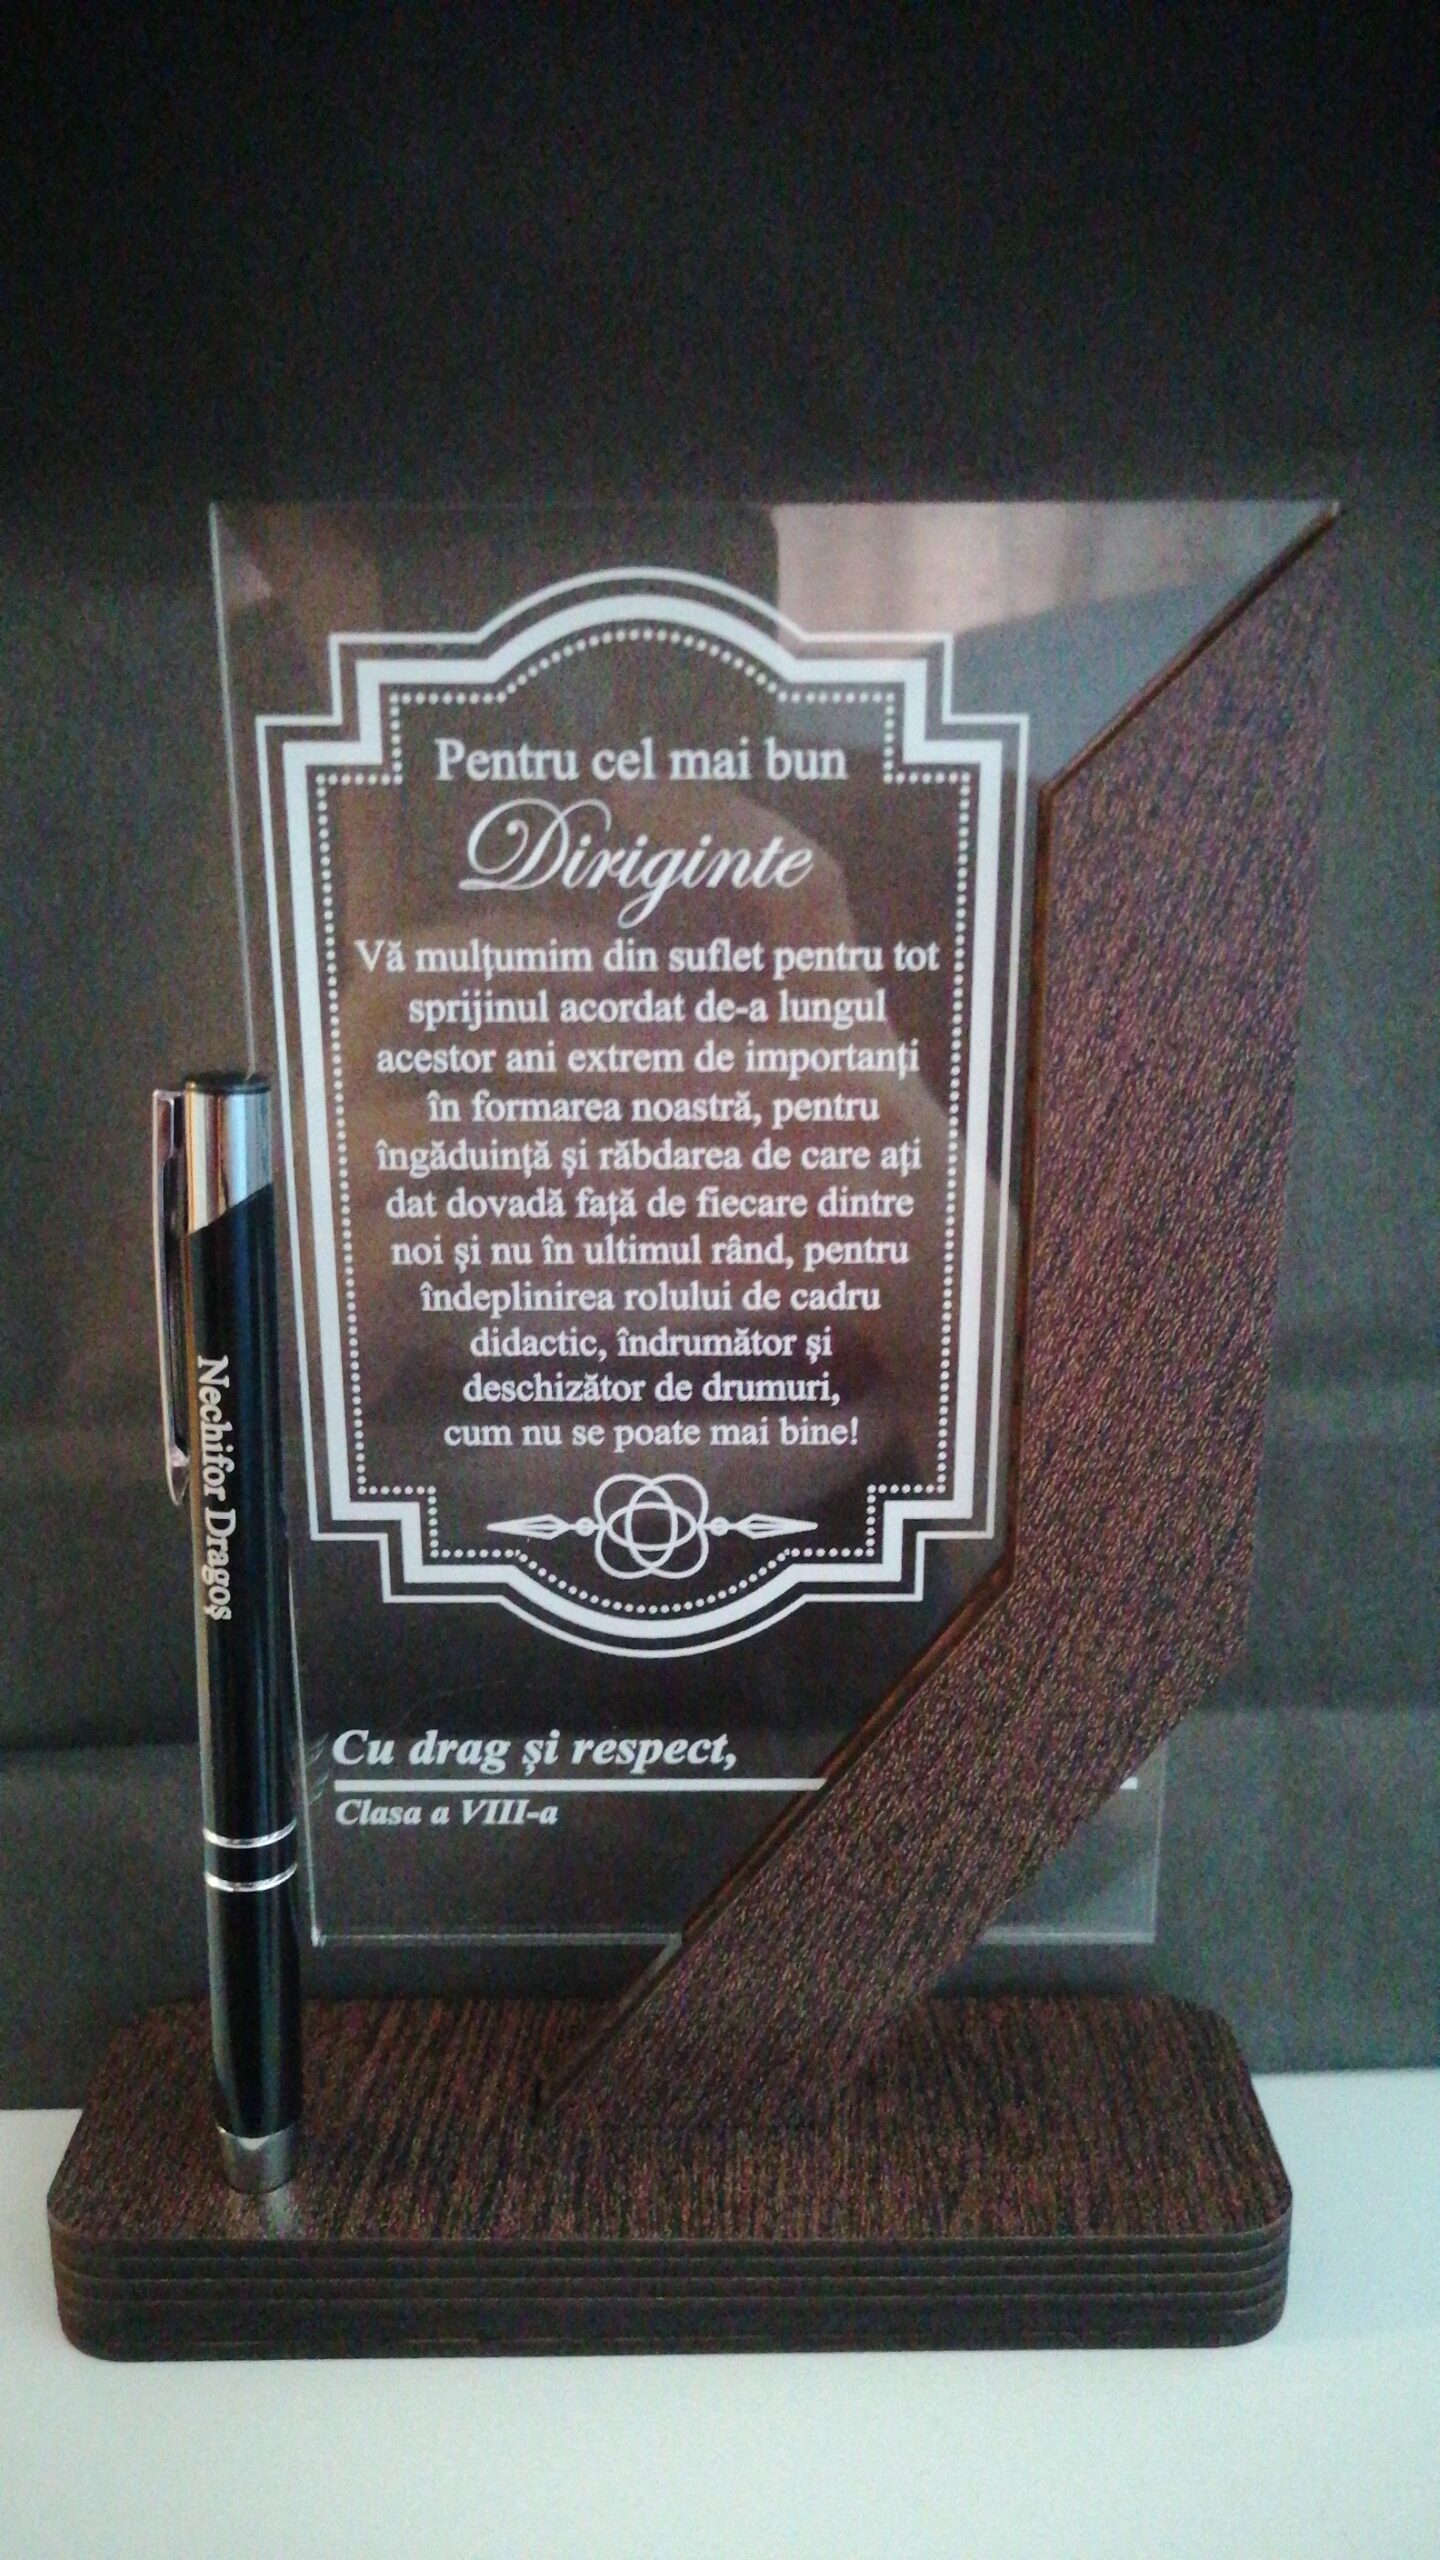 Pentru cel mai bun
Diriginte
Vă mulțumim din suflet pentru tot
sprijinul acordat de-a lungul
acestor ani extrem de importanți
în formarea noastră, pentru
îngăduință și răbdarea de care ați
dat dovadă față de fiecare dintre
noi și nu în ultimul rând, pentru
îndeplinirea rolului de cadru
didactic, îndrumător și
deschizător de drumuri,
cum nu se poate mai bine!
Nechifor Dragoș
Cu drag și respect,
Clasa a VIII-a